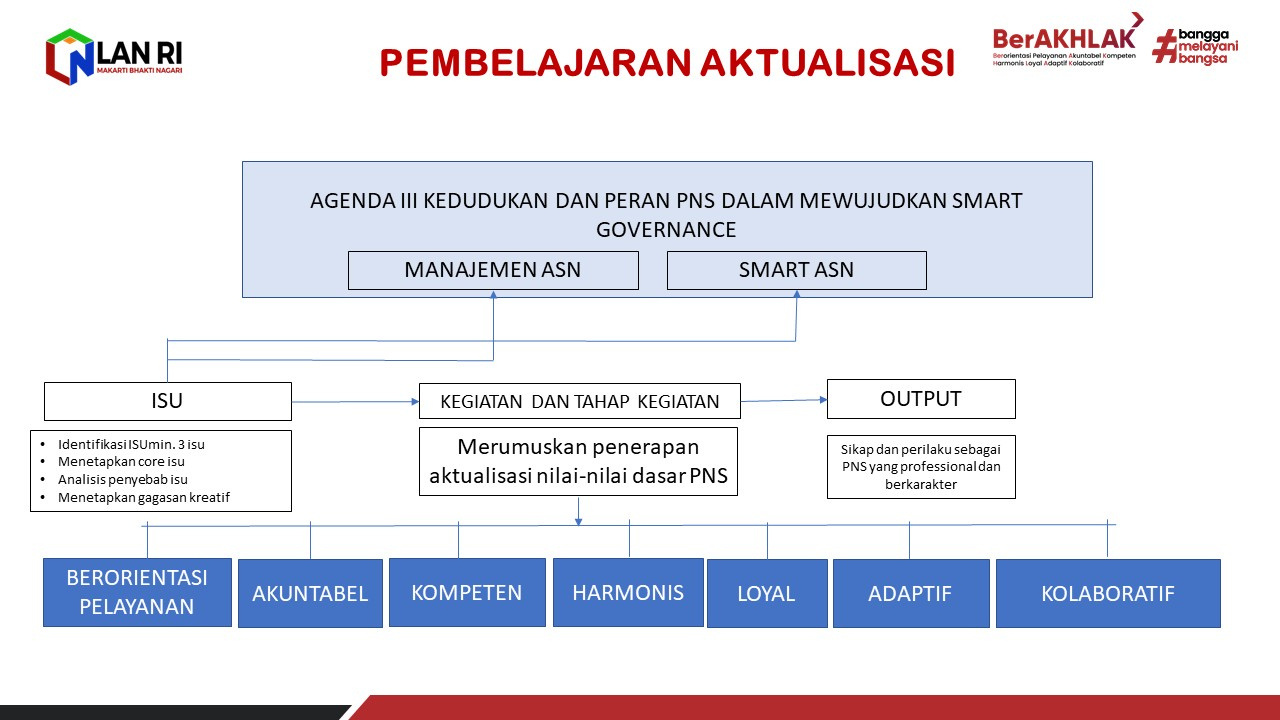 LAN RI
MAKARTI BHAKTI NAGARI
PEMBELAJARAN AKTUALISASI
BerAKHLAK
Berorientasi Pelayanan Akuntabel Kompeten
Harmonis Loyal Adaptif Kolaboratif
#bangga
melayani
bangsa
AGENDA III KEDUDUKAN DAN PERAN PNS DALAM MEWUJUDKAN SMART
GOVERNANCE
MANAJEMEN ASN
SMART ASN
ISU
• Identifikasi ISUmin. 3 isu
• Menetapkan core isu
• Analisis penyebab isu
• Menetapkan gagasan kreatif
KEGIATAN DAN TAHAP KEGIATAN
Merumuskan penerapan
aktualisasi nilai-nilai dasar PNS
OUTPUT
Sikap dan perilaku sebagai
PNS yang professional dan
berkarakter
BERORIENTASI
PELAYANAN
AKUNTABEL
KOMPETEN
HARMONIS
LOYAL
ADAPTIF
KOLABORATIF